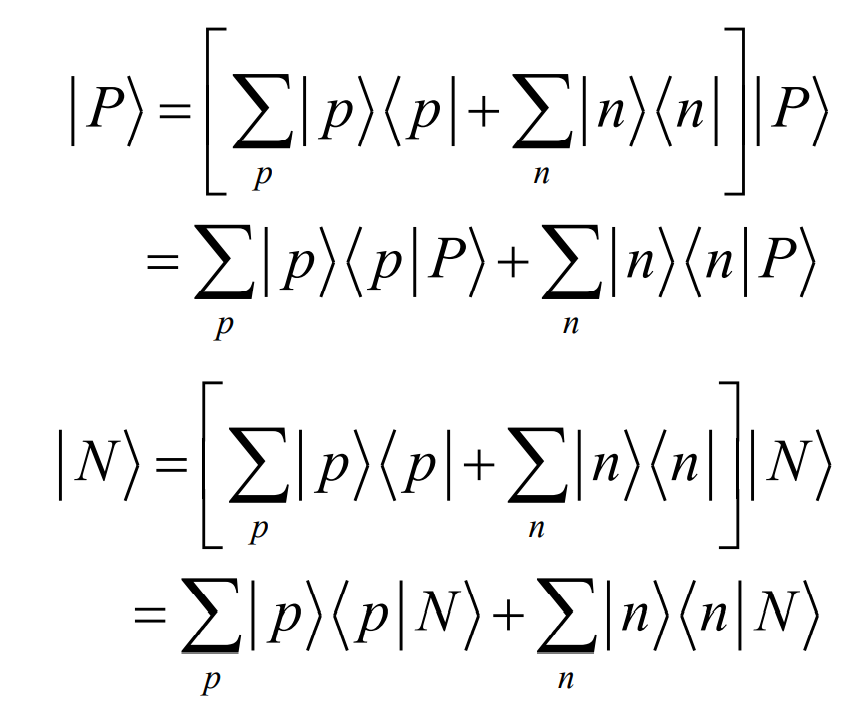 |P⟩ = [∑_p |p⟩⟨p| + ∑_n |n⟩⟨n|] |P⟩
= ∑_p |p⟩⟨p|P⟩ + ∑_n |n⟩⟨n|P⟩
|N⟩ = [∑_p |p⟩⟨p| + ∑_n |n⟩⟨n|] |N⟩
= ∑_p |p⟩⟨p|N⟩ + ∑_n |n⟩⟨n|N⟩